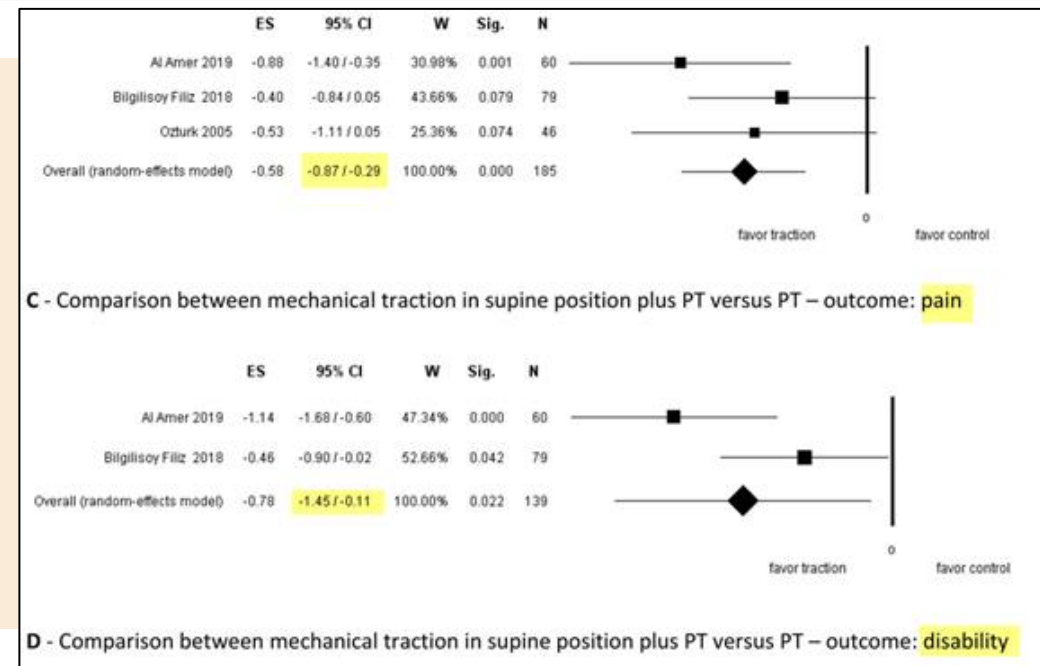 ES 95% CI W Sig. N
Al Amer 2019 -0.88 -1.40 / -0.35 30.98% 0.001 60
Bilgilisoy Filiz 2018 -0.40 -0.84 / 0.05 43.66% 0.079 79
Ozturk 2005 -0.53 -1.11 / 0.05 25.36% 0.074 46
Overall (random-effects model) -0.58 -0.87 / -0.29 100.00% 0.000 185
0
favor traction favor control
C - Comparison between mechanical traction in supine position plus PT versus PT – outcome: pain
ES 95% CI W Sig. N
Al Amer 2019 -1.14 -1.68 / -0.60 47.34% 0.000 60
Bilgilisoy Filiz 2018 -0.46 -0.90 / -0.02 52.66% 0.042 79
Overall (random-effects model) -0.78 -1.45 / -0.11 100.00% 0.022 139
0
favor traction favor control
D - Comparison between mechanical traction in supine position plus PT versus PT – outcome: disability